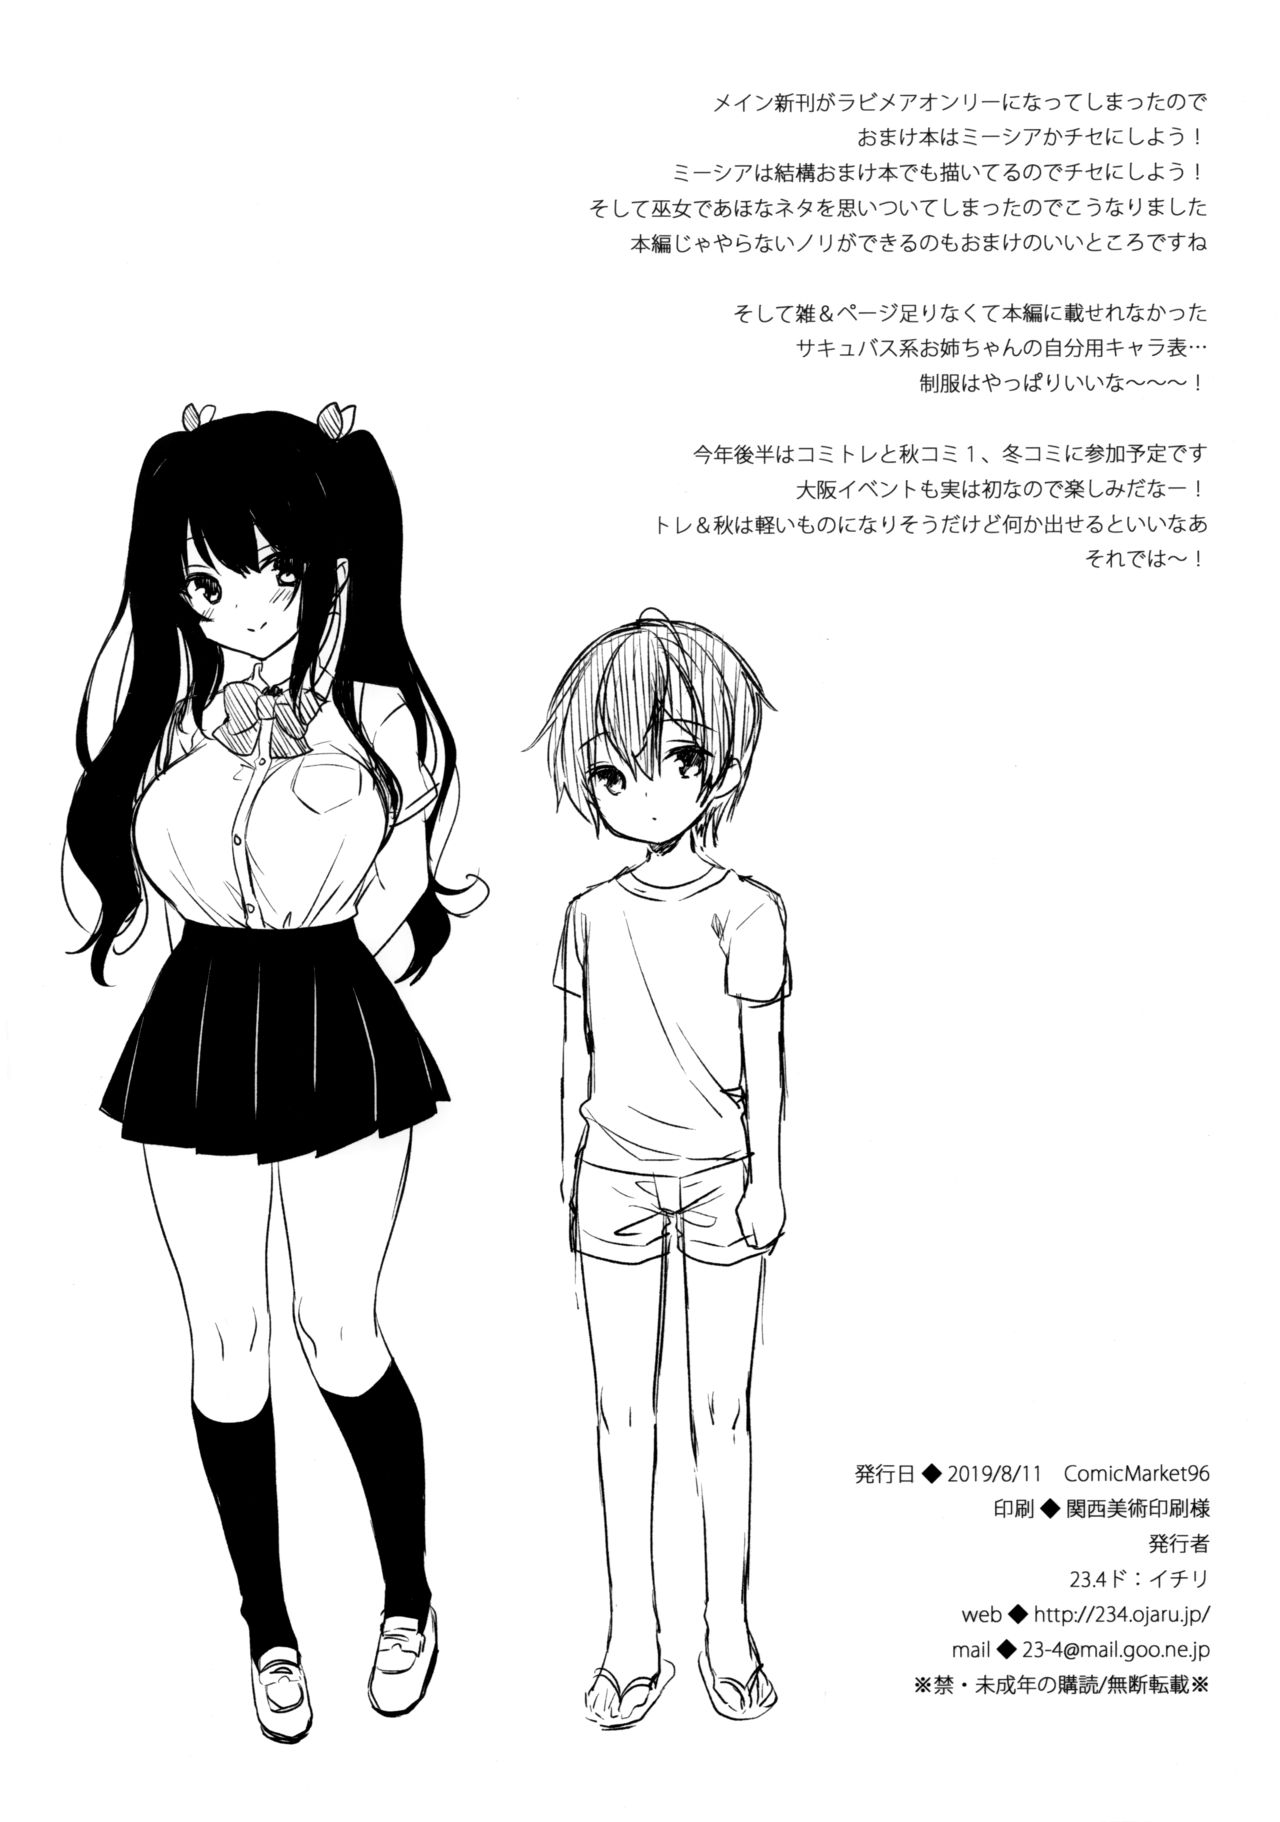 メイン新刊がラビメアオンリーになってしまったので
おまけ本はミーシアかチセにしよう！
ミーシアは結構おまけ本でも描いてるのでチセにしよう！
そして巫女であほなネタを思いついてしまったのでこうなりました
本編じゃやらないノリができるのもおまけのいいところですね
そして雑＆ページ足りなくて本編に載せれなかった
サキュバス系お姉ちゃんの自分用キャラ表…
制服はやっぱりいいな〜〜〜！
今年後半はコミトレと秋コミ１、冬コミに参加予定です
大阪イベントも実は初なので楽しみだなー！
トレ＆秋は軽いものになりそうだけど何か出せるといいなあ
それでは〜！
発行日◆2019/8/11　ComicMarket96
印刷◆関西美術印刷様
発行者
23.4ド：イチリ
web◆http://234.ojaru.jp/
mail◆23-4@mail.goo.ne.jp
※禁・未成年の購読/無断転載※